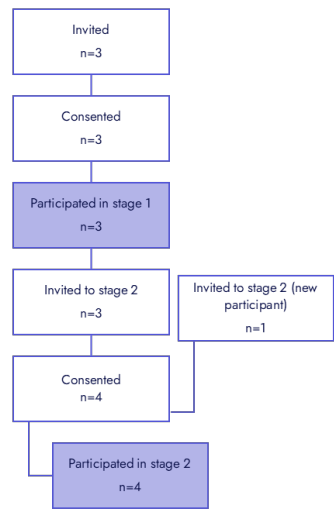 Invited
n=3
Consented
n=3
Participated in stage 1
n=3
Invited to stage 2
n=3
Invited to stage 2 (new
participant)
n=1
Consented
n=4
Participated in stage 2
n=4